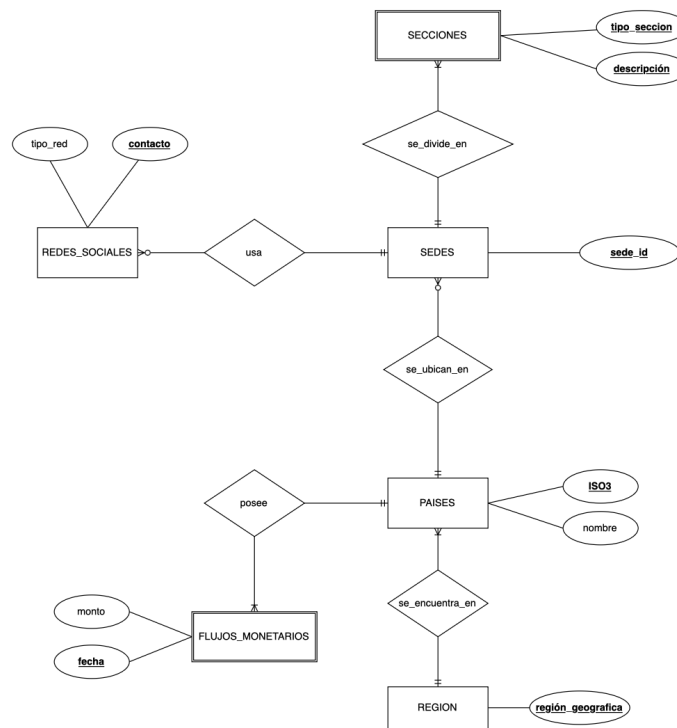 tipo_seccion
SECCIONES
descripción
se_divide_en
tipo_red
contacto
REDES_SOCIALES
usa
SEDES
sede_id
se_ubican_en
ISO3
posee
PAISES
nombre
monto
se_encuentra_en
FLUJOS_MONETARIOS
fecha
REGION
región_geografica